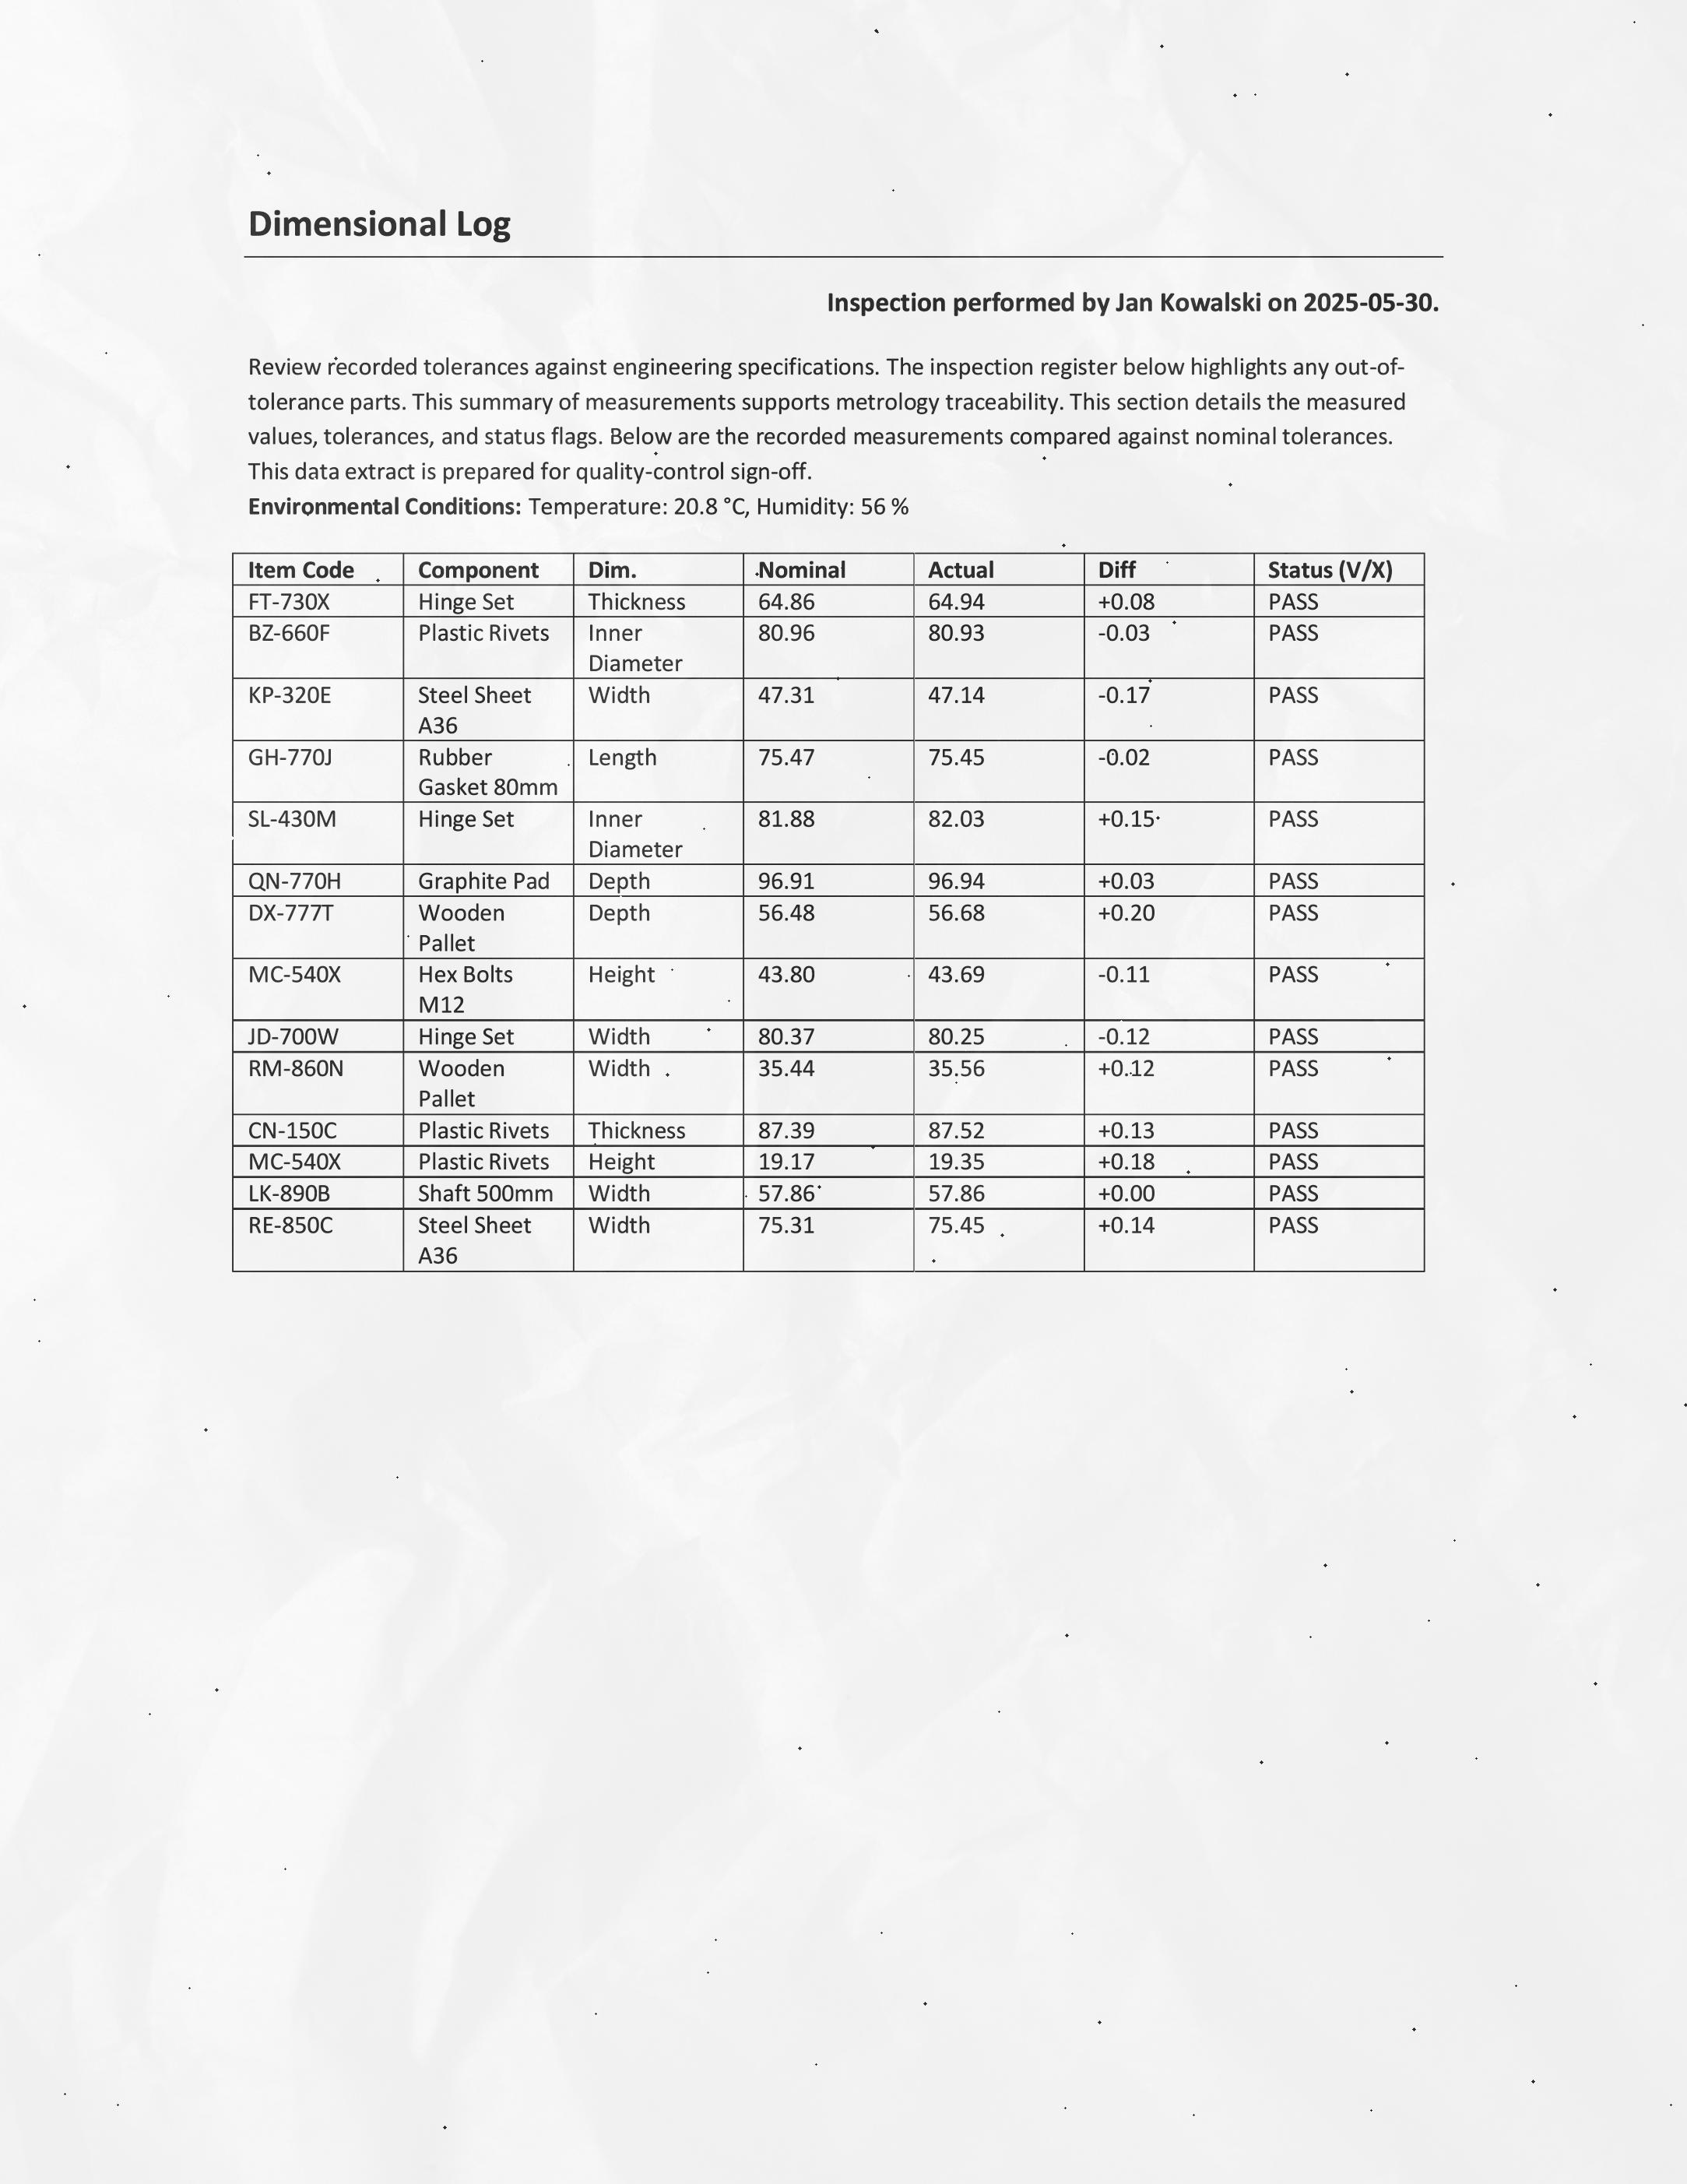 Dimensional Log
Inspection performed by Jan Kowalski on 2025-05-30.
Review recorded tolerances against engineering specifications. The inspection register below highlights any out-of-
tolerance parts. This summary of measurements supports metrology traceability. This section details the measured
values, tolerances, and status flags. Below are the recorded measurements compared against nominal tolerances.
This data extract is prepared for quality-control sign-off.
Environmental Conditions: Temperature: 20.8 °C, Humidity: 56 %
Item Code Component Dim. Nominal Actual Diff Status (V/X)
FT-730X Hinge Set Thickness 64.86 64.94 +0.08 PASS
BZ-660F Plastic Rivets Inner 80.96 80.93 -0.03 PASS
Diameter
KP-320E Steel Sheet Width 47.31 47.14 -0.17 PASS
A36
GH-770J Rubber Length 75.47 75.45 -0.02 PASS
Gasket 80mm
SL-430M Hinge Set Inner 81.88 82.03 +0.15 PASS
Diameter
QN-770H Graphite Pad Depth 96.91 96.94 +0.03 PASS
DX-777T Wooden Depth 56.48 56.68 +0.20 PASS
Pallet
MC-540X Hex Bolts Height 43.80 43.69 -0.11 PASS
M12
JD-700W Hinge Set Width 80.37 80.25 -0.12 PASS
RM-860N Wooden Width 35.44 35.56 +0.12 PASS
Pallet
CN-150C Plastic Rivets Thickness 87.39 87.52 +0.13 PASS
MC-540X Plastic Rivets Height 19.17 19.35 +0.18 PASS
LK-890B Shaft 500mm Width 57.86 57.86 +0.00 PASS
RE-850C Steel Sheet Width 75.31 75.45 +0.14 PASS
A36